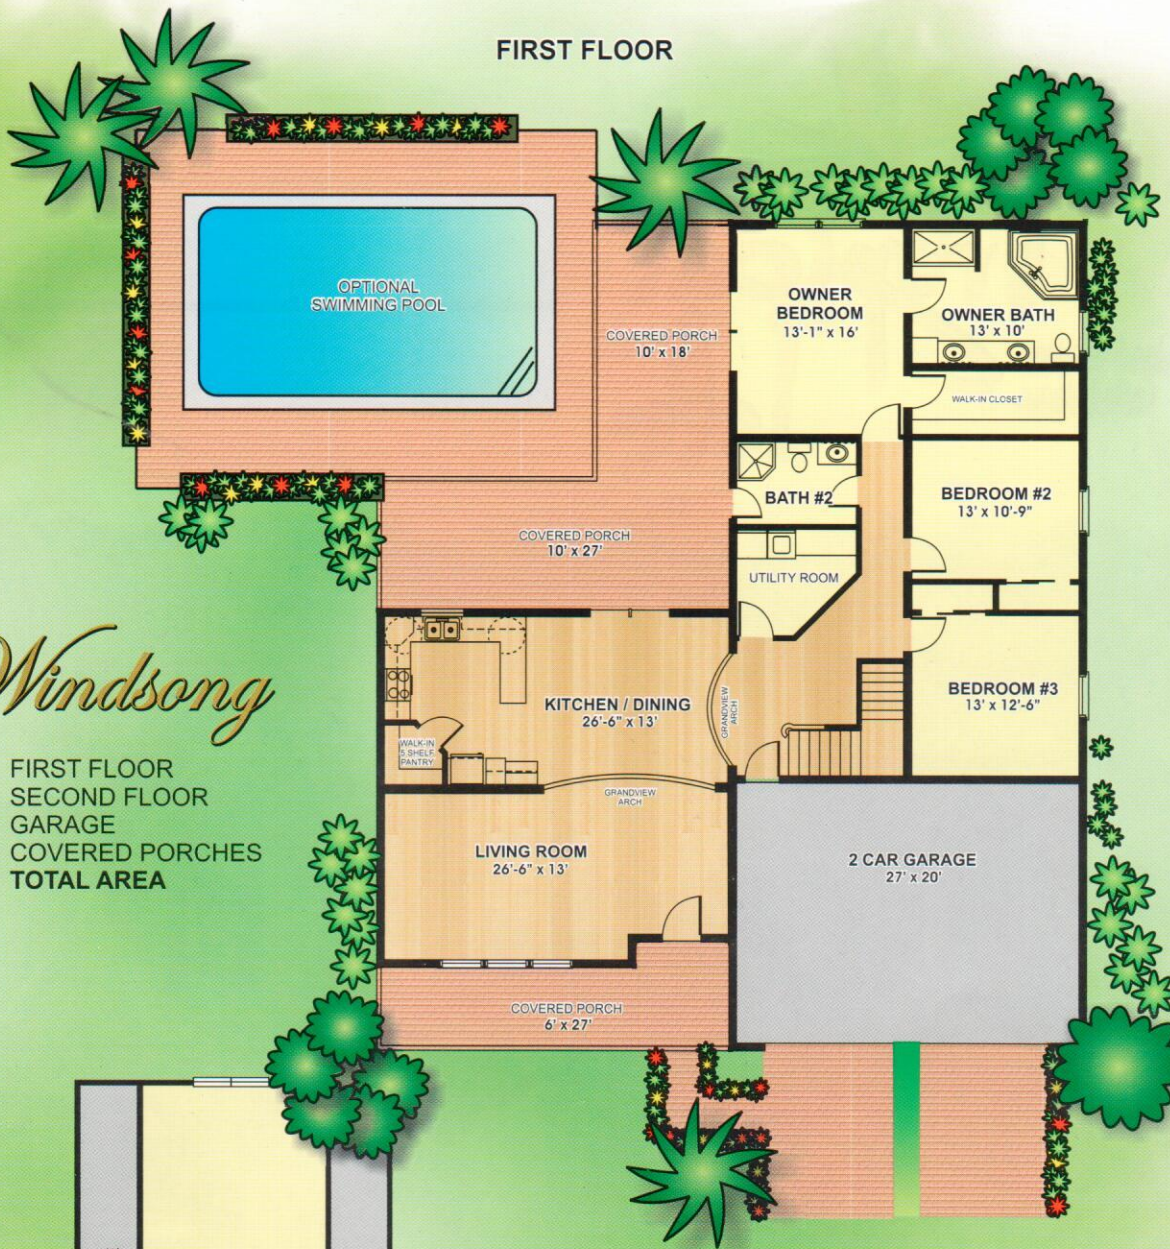 FIRST FLOOR
OPTIONAL
SWIMMING POOL
COVERED PORCH
10' x 18'
OWNER
BEDROOM
13'-1" x 16'
OWNER BATH
13' x 10'
WALK-IN CLOSET
BATH #2
BEDROOM #2
13' x 10'-9"
COVERED PORCH
10' x 27'
UTILITY ROOM
Windsong
KITCHEN / DINING
26'-6" x 13'
GRANDVIEW
ARCH
BEDROOM #3
13' x 12'-6"
WALK-IN
5 SHELF
PANTRY
GRANDVIEW
ARCH
FIRST FLOOR
SECOND FLOOR
GARAGE
COVERED PORCHES
TOTAL AREA
LIVING ROOM
26'-6" x 13'
2 CAR GARAGE
27' x 20'
COVERED PORCH
6' x 27'